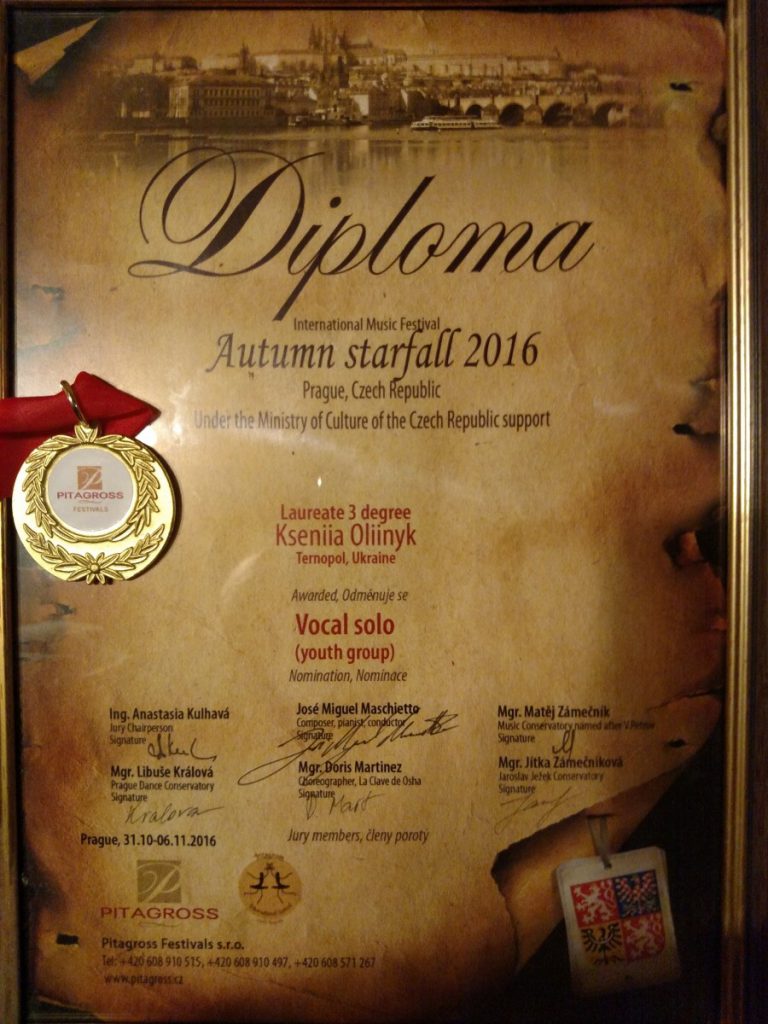 Diploma
International Music Festival
Autumn starfall 2016
Prague, Czech Republic
Under the Ministry of Culture of the Czech Republic support
PITAGROSS
FESTIVALS
Laureate 3 degree
Kseniia Oliinyk
Ternopol, Ukraine
Awarded, Odměnuje se
Vocal solo
(youth group)
Nomination, Nominace
Ing. Anastasia Kulhavá
Jury Chairperson
Signature
José Miguel Maschietto
Composer, pianist, conductor
Signature
Mgr. Matěj Zámečník
Music Conservatory named after V.Petrov
Signature
Mgr. Libuše Králová
Prague Dance Conservatory
Signature
Kralova
Mgr. Doris Martinez
Choreographer, La Clave de Osha
Signature
Mgr. Jítka Zámečníková
Jaroslav Ježek Conservatory
Signature
Prague, 31.10-06.11.2016
Jury members, členy poroty
PITAGROSS
Pitagross Festivals s.r.o.
Tel: +420 608 910 515, +420 608 910 497, +420 608 571 267
www.pitagross.cz